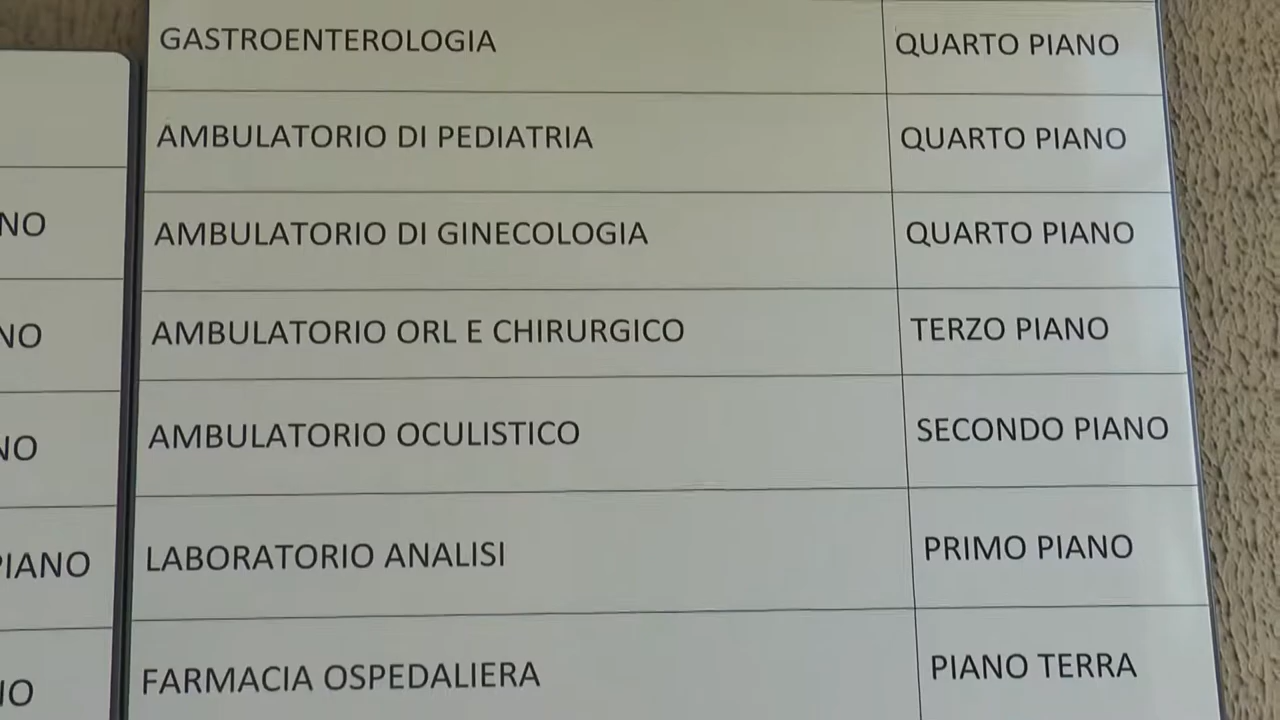 GASTROENTEROLOGIA QUARTO PIANO
AMBULATORIO DI PEDIATRIA QUARTO PIANO
AMBULATORIO DI GINECOLOGIA QUARTO PIANO
AMBULATORIO ORL E CHIRURGICO TERZO PIANO
AMBULATORIO OCULISTICO SECONDO PIANO
LABORATORIO ANALISI PRIMO PIANO
FARMACIA OSPEDALIERA PIANO TERRA